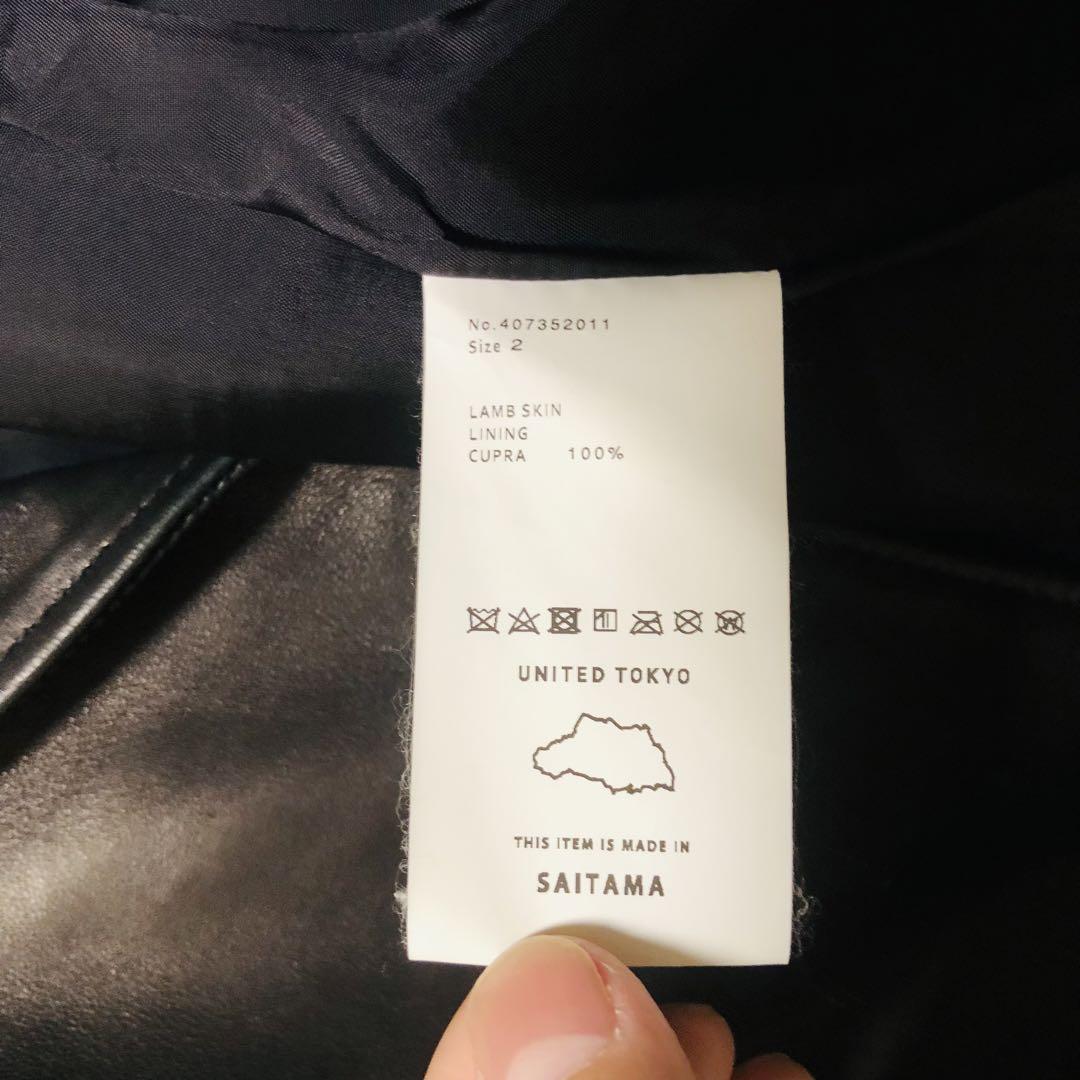 No.407352011
Size 2
LAMB SKIN
LINING
CUPRA 100%
UNITED TOKYO
THIS ITEM IS MADE IN
SAITAMA